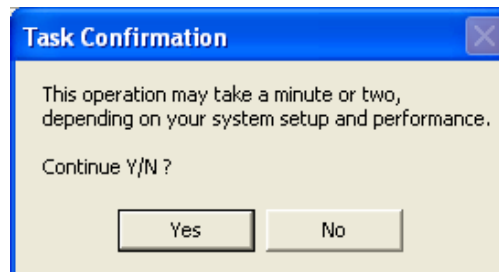 Task Confirmation
This operation may take a minute or two,
depending on your system setup and performance.
Continue Y/N ?
Yes
No